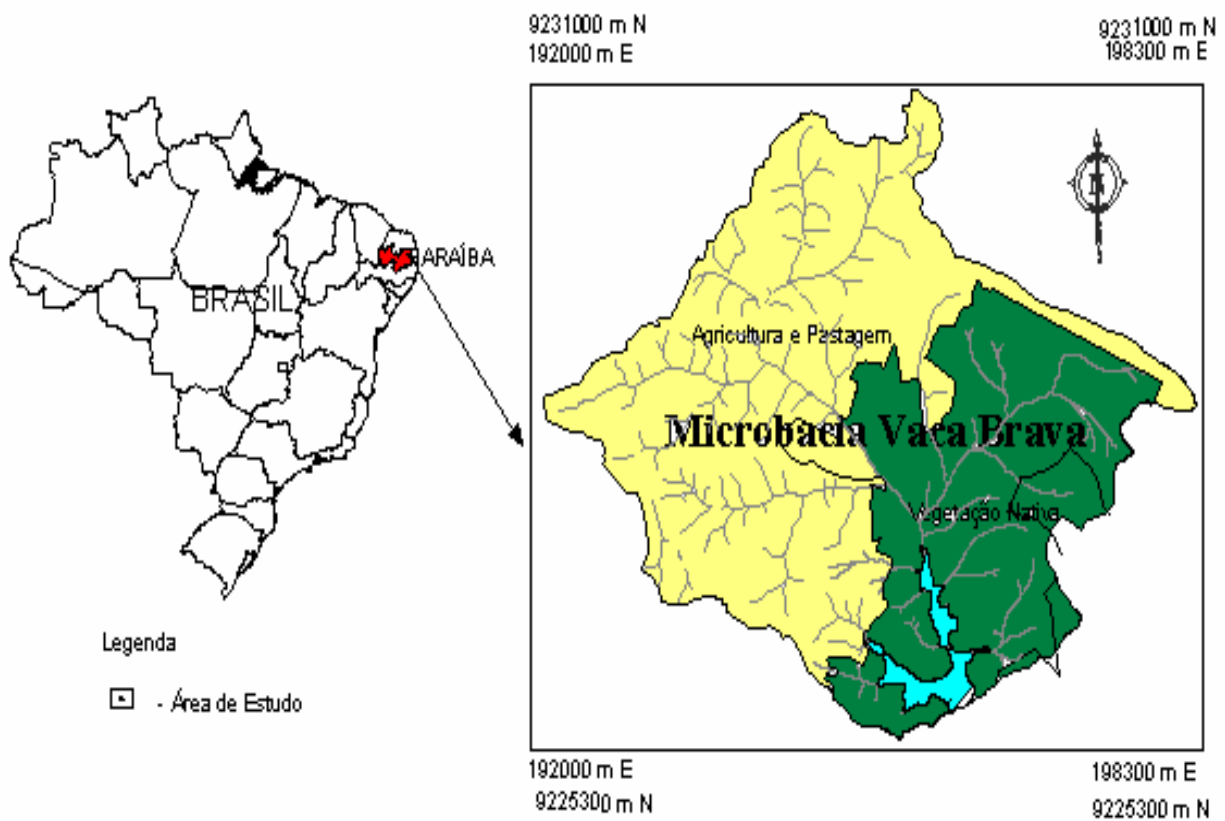 9231000 m N
192000 m E
9231000 m N
198300 m E
ARAÍBA
BRASIL
Agricultura e Pastagem
Microbacia Vaca Brava
Vegetação Nativa
N
Legenda
- Área de Estudo
192000 m E
9225300 m N
198300 m E
9225300 m N